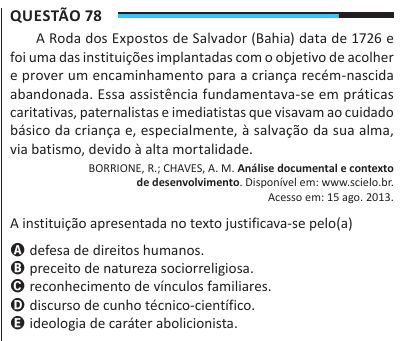 QUESTÃO 78
A Roda dos Expostos de Salvador (Bahia) data de 1726 e
foi uma das instituições implantadas com o objetivo de acolher
e prover um encaminhamento para a criança recém-nascida
abandonada. Essa assistência fundamentava-se em práticas
caritativas, paternalistas e imediatistas que visavam ao cuidado
básico da criança e, especialmente, à salvação da sua alma,
via batismo, devido à alta mortalidade.
BORRIONE, R.; CHAVES, A. M. Análise documental e contexto
de desenvolvimento. Disponível em: www.scielo.br.
Acesso em: 15 ago. 2013.
A instituição apresentada no texto justificava-se pelo(a)
A defesa de direitos humanos.
B preceito de natureza sociorreligiosa.
C reconhecimento de vínculos familiares.
D discurso de cunho técnico-científico.
E ideologia de caráter abolicionista.